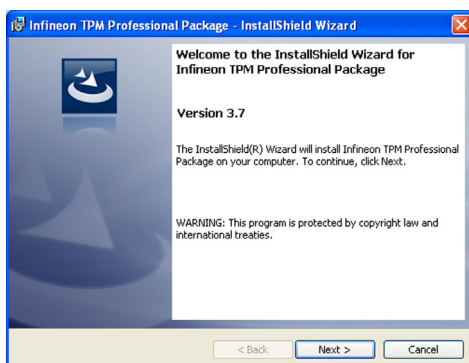 Infineon TPM Professional Package - InstallShield Wizard
Welcome to the InstallShield Wizard for
Infineon TPM Professional Package
Version 3.7
The InstallShield(R) Wizard will install Infineon TPM Professional
Package on your computer. To continue, click Next.
WARNING: This program is protected by copyright law and
international treaties.
< Back
Next >
Cancel